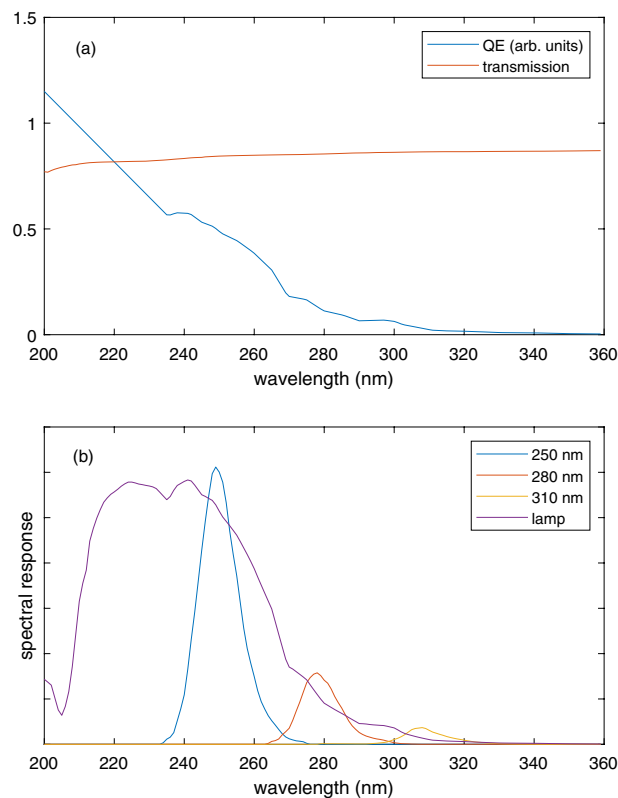 1.5
(a)
QE (arb. units)
transmission
1
0.5
0
200 220 240 260 280 300 320 340 360
wavelength (nm)
(b)
250 nm
280 nm
310 nm
lamp
spectral response
200 220 240 260 280 300 320 340 360
wavelength (nm)